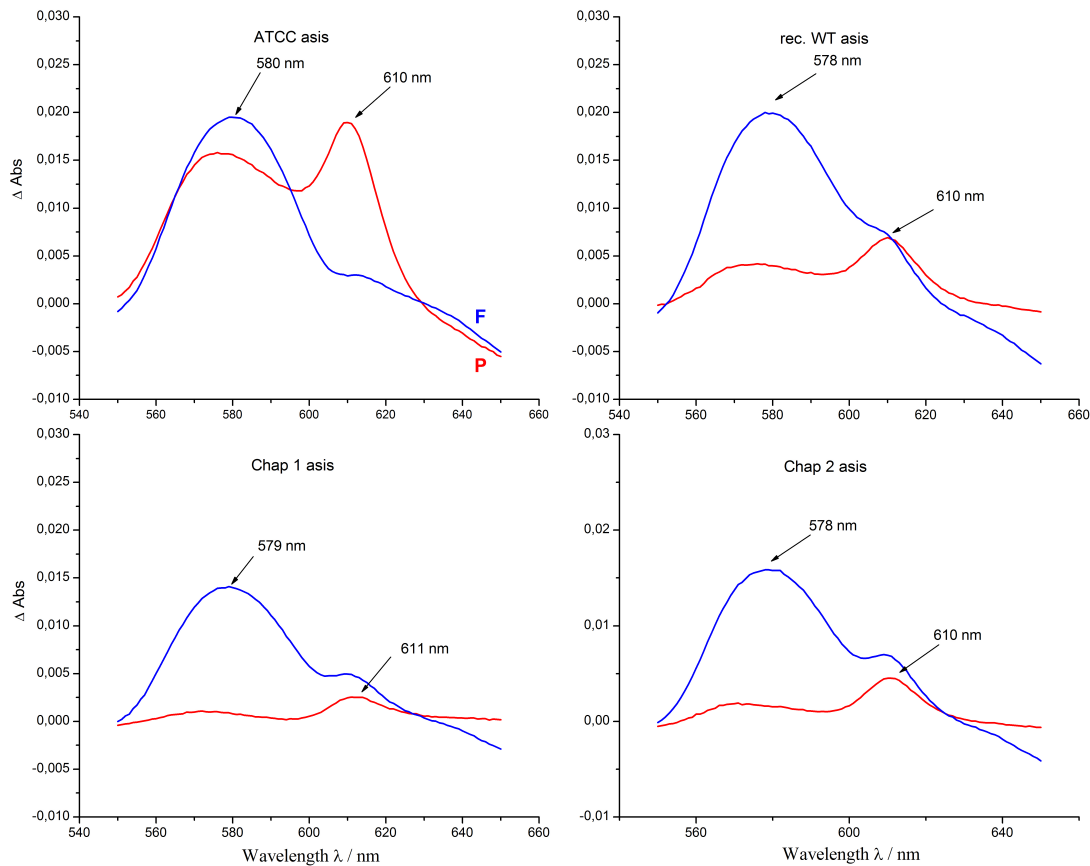 0,030
0,025
0,020
0,015
0,010
0,005
0,000
-0,005
-0,010
Δ Abs
ATCC asis
580 nm
610 nm
F
P
540 560 580 600 620 640 660
0,030
0,025
0,020
0,015
0,010
0,005
0,000
-0,005
-0,010
rec. WT asis
578 nm
610 nm
540 560 580 600 620 640 660
0,030
0,025
0,020
0,015
0,010
0,005
0,000
-0,005
-0,010
Δ Abs
Chap 1 asis
579 nm
611 nm
540 560 580 600 620 640 660
Wavelength λ / nm
0,03
0,02
0,01
0,00
-0,01
Chap 2 asis
578 nm
610 nm
560 600 640
Wavelength λ / nm